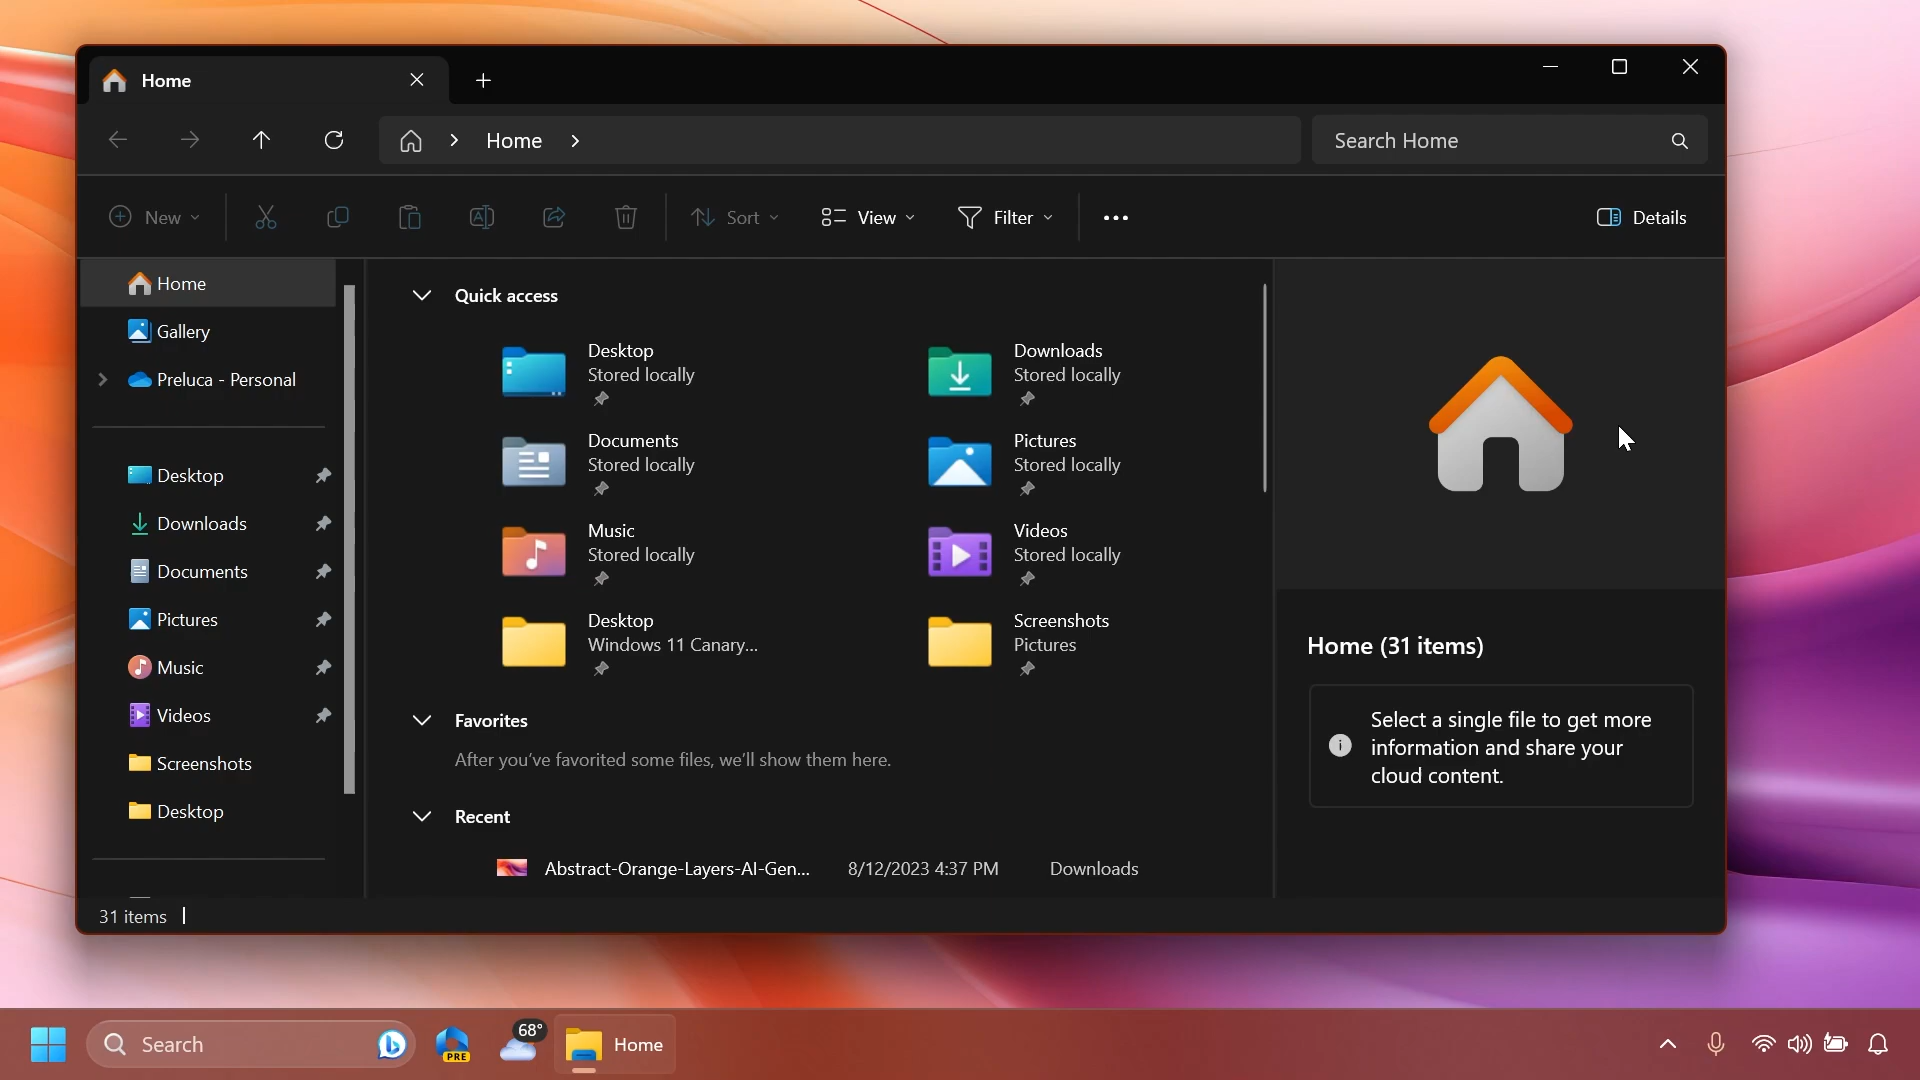 Home
Home
Search Home
New
Sort
View
Filter
Details
Home
Gallery
Preluca - Personal
Desktop
Downloads
Documents
Pictures
Music
Videos
Screenshots
Desktop
Quick access
Desktop
Stored locally
Downloads
Stored locally
Documents
Stored locally
Pictures
Stored locally
Music
Stored locally
Videos
Stored locally
Desktop
Windows 11 Canary...
Screenshots
Pictures
Favorites
After you've favorited some files, we'll show them here.
Recent
Abstract-Orange-Layers-AI-Gen... 8/12/2023 4:37 PM Downloads
Home (31 items)
Select a single file to get more
information and share your
cloud content.
31 items
Search
PRE
68°
Home